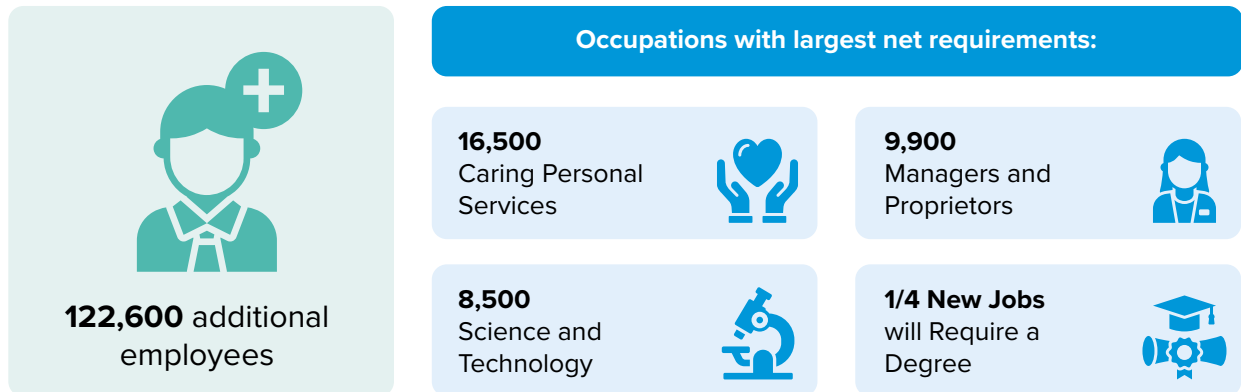 122,600 additional
employees
Occupations with largest net requirements:
16,500
Caring Personal
Services
9,900
Managers and
Proprietors
8,500
Science and
Technology
1/4 New Jobs
will Require a
Degree